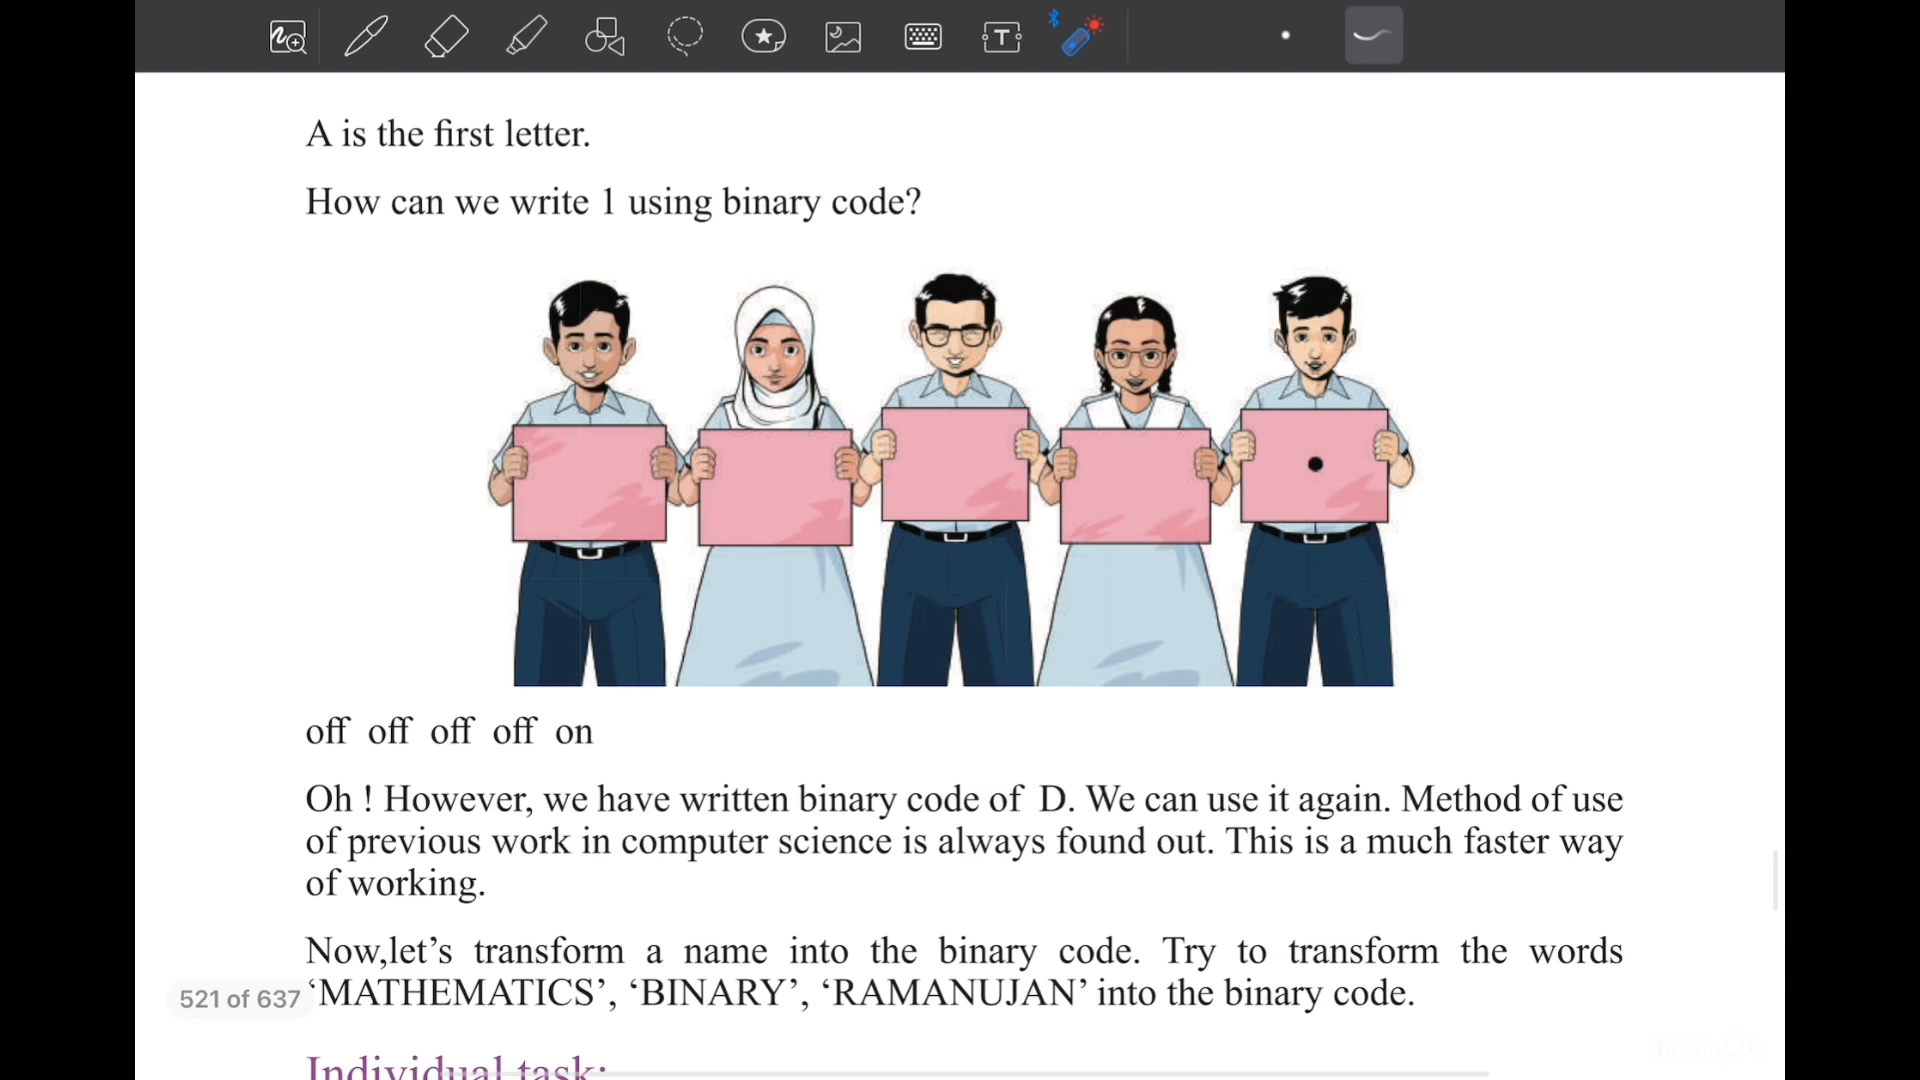 T
A is the first letter.
How can we write 1 using binary code?
off off off off on
Oh ! However, we have written binary code of D. We can use it again. Method of use
of previous work in computer science is always found out. This is a much faster way
of working.
Now,let’s transform a name into the binary code. Try to transform the words
‘MATHEMATICS’, ‘BINARY’, ‘RAMANUJAN’ into the binary code.
521 of 637
Individual task: